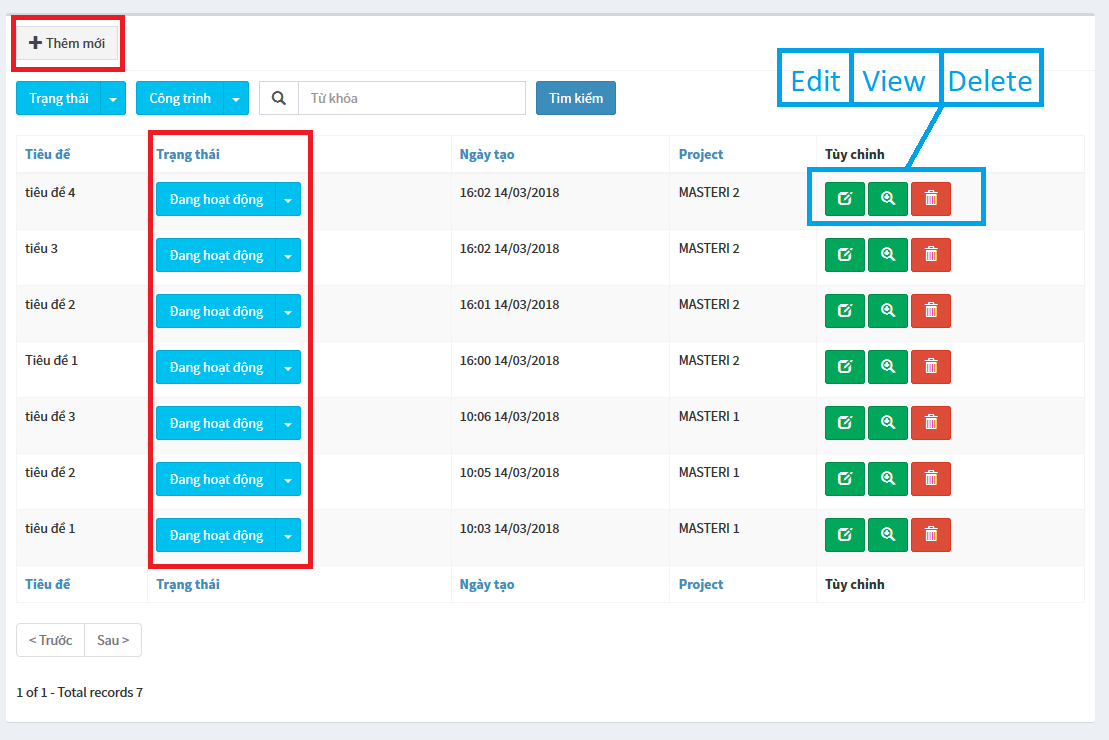 Thêm mới
Edit View Delete
Trạng thái Công trình Từ khóa Tìm kiếm
Tiêu đề Trạng thái Ngày tạo Project Tùy chỉnh
tiêu đề 4 Đang hoạt động 16:02 14/03/2018 MASTERI 2
tiểu 3 Đang hoạt động 16:02 14/03/2018 MASTERI 2
tiêu đề 2 Đang hoạt động 16:01 14/03/2018 MASTERI 2
Tiêu đề 1 Đang hoạt động 16:00 14/03/2018 MASTERI 2
tiêu đề 3 Đang hoạt động 10:06 14/03/2018 MASTERI 1
tiêu đề 2 Đang hoạt động 10:05 14/03/2018 MASTERI 1
tiêu đề 1 Đang hoạt động 10:03 14/03/2018 MASTERI 1
Tiêu đề Trạng thái Ngày tạo Project Tùy chỉnh
< Trước Sau >
1 of 1 - Total records 7